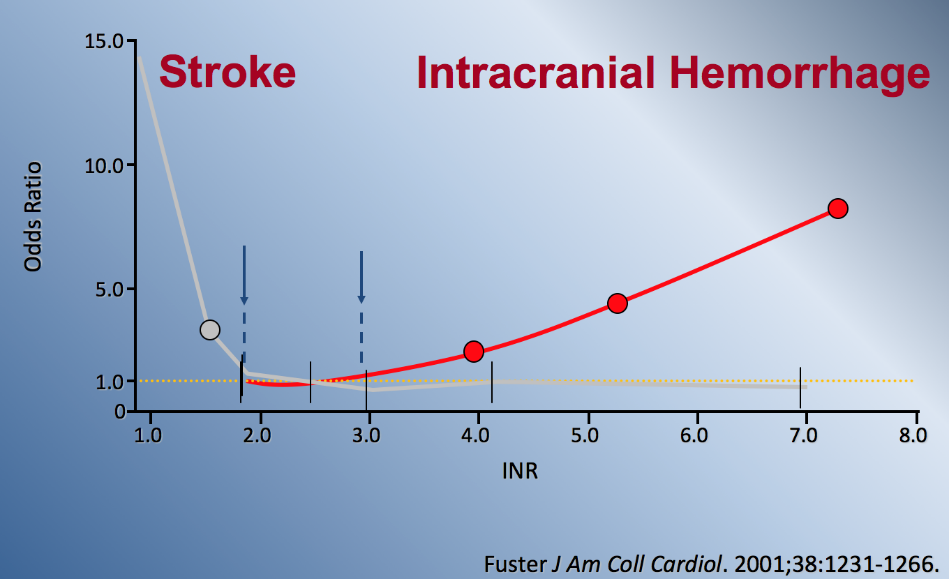 15.0
Stroke
Intracranial Hemorrhage
10.0
Odds Ratio
5.0
1.0
0
1.0 2.0 3.0 4.0 5.0 6.0 7.0 8.0
INR
Fuster J Am Coll Cardiol. 2001;38:1231-1266.